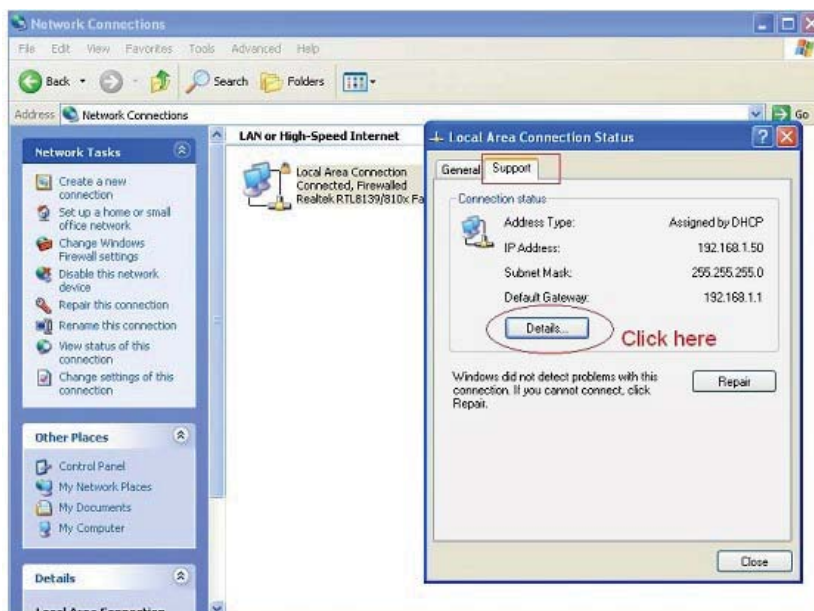 Network Connections
File Edit View Favorites Tools Advanced Help
Back Search Folders
Address Network Connections Go
Network Tasks
Create a new
connection
Set up a home or small
office network
Change Windows
Firewall settings
Disable this network
device
Repair this connection
Rename this connection
View status of this
connection
Change settings of this
connection
Other Places
Control Panel
My Network Places
My Documents
My Computer
Details
Local Area Connection
LAN or High-Speed Internet
Local Area Connection
Connected, Firewalled
Realtek RTL8139/810x Fa
Local Area Connection Status
General Support
Connection status
Address Type: Assigned by DHCP
IP Address: 192.168.1.50
Subnet Mask: 255.255.255.0
Default Gateway: 192.168.1.1
Details...
Click here
Windows did not detect problems with this
connection. If you cannot connect, click
Repair.
Repair
Close